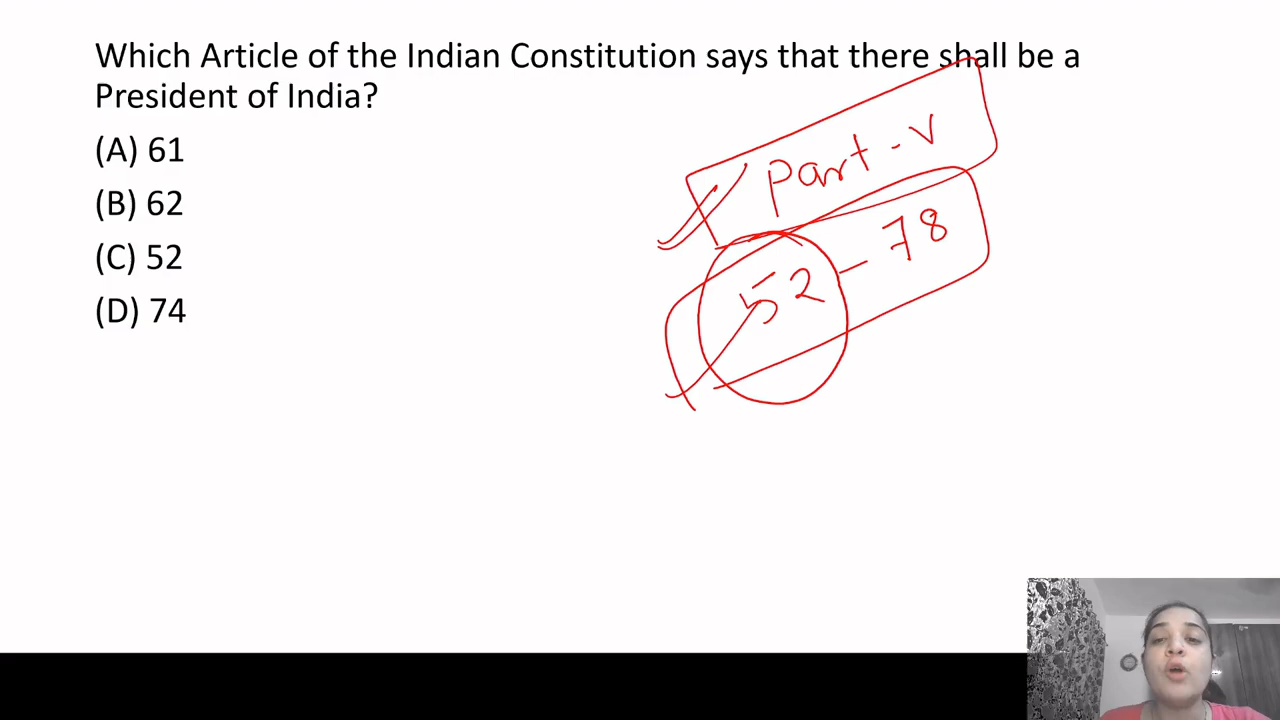 Which Article of the Indian Constitution says that there shall be a
President of India?
(A) 61
(B) 62
(C) 52
(D) 74
Part - V
52 - 78